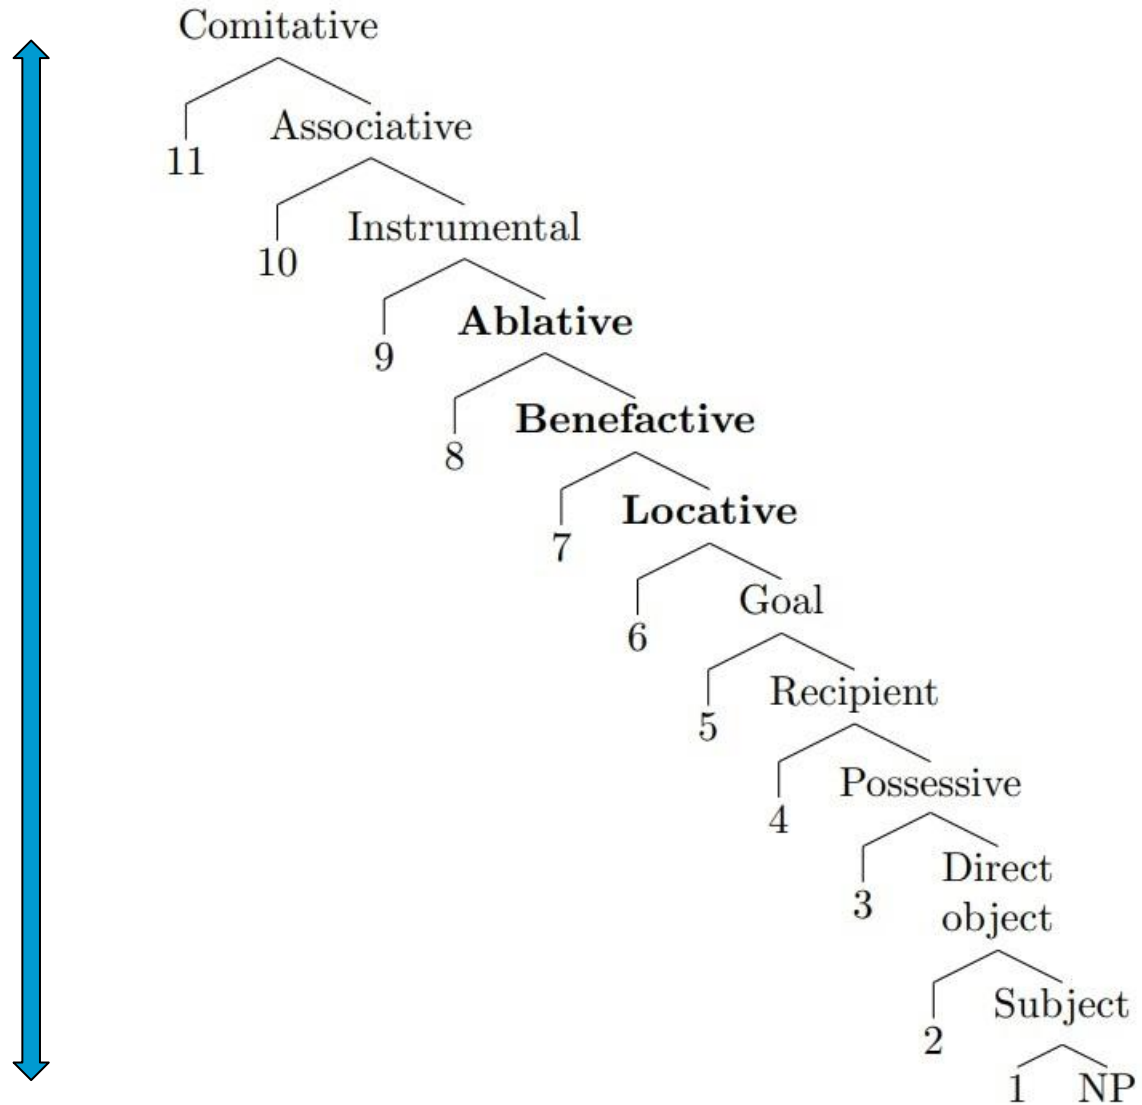 Comitative
Associative
11
Instrumental
10
Ablative
9
Benefactive
8
Locative
7
Goal
6
Recipient
5
Possessive
4
Direct
object
3
Subject
2
1 NP